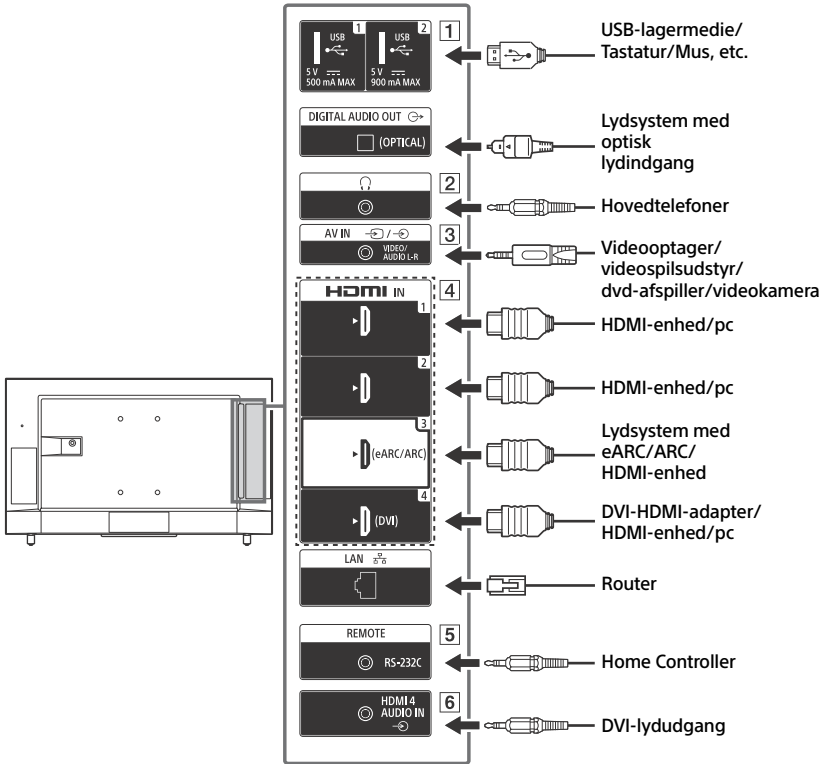 1
USB
5 V
500 mA MAX
2
USB
5 V
900 mA MAX
1
USB-lagermedie/
Tastatur/Mus, etc.
DIGITAL AUDIO OUT
(OPTICAL)
Lydsystem med
optisk
lydindgang
2
Hovedtelefoner
AV IN
/
VIDEO/
AUDIO L-R
3
Videooptager/
videospilsudstyr/
dvd-afspiller/videokamera
HDMI IN
4
1
HDMI-enhed/pc
2
HDMI-enhed/pc
3
(eARC/ARC)
Lydsystem med
eARC/ARC/
HDMI-enhed
4
(DVI)
DVI-HDMI-adapter/
HDMI-enhed/pc
LAN
Router
REMOTE
RS-232C
5
Home Controller
HDMI 4
AUDIO IN
6
DVI-lydudgang